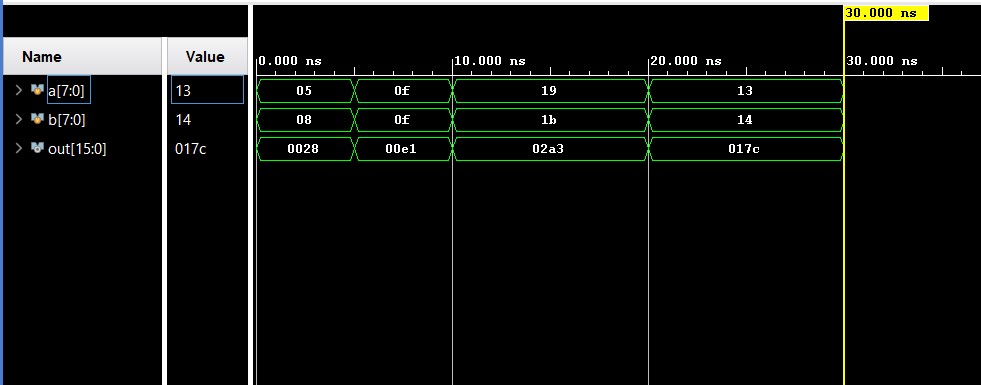 30.000 ns
Name Value
0.000 ns 10.000 ns 20.000 ns 30.000 ns
a[7:0] 13 05 0f 19 13
b[7:0] 14 08 0f 1b 14
out[15:0] 017c 0028 00e1 02a3 017c